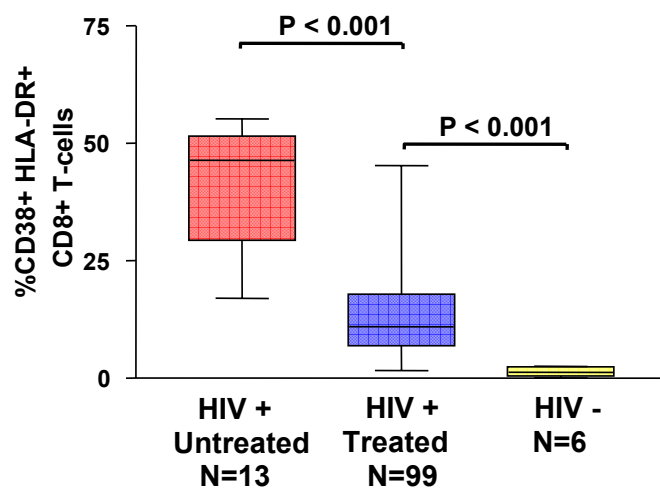 75
P < 0.001
50
P < 0.001
%CD38+ HLA-DR+
CD8+ T-cells
25
0
HIV +
Untreated
N=13
HIV +
Treated
N=99
HIV -
N=6